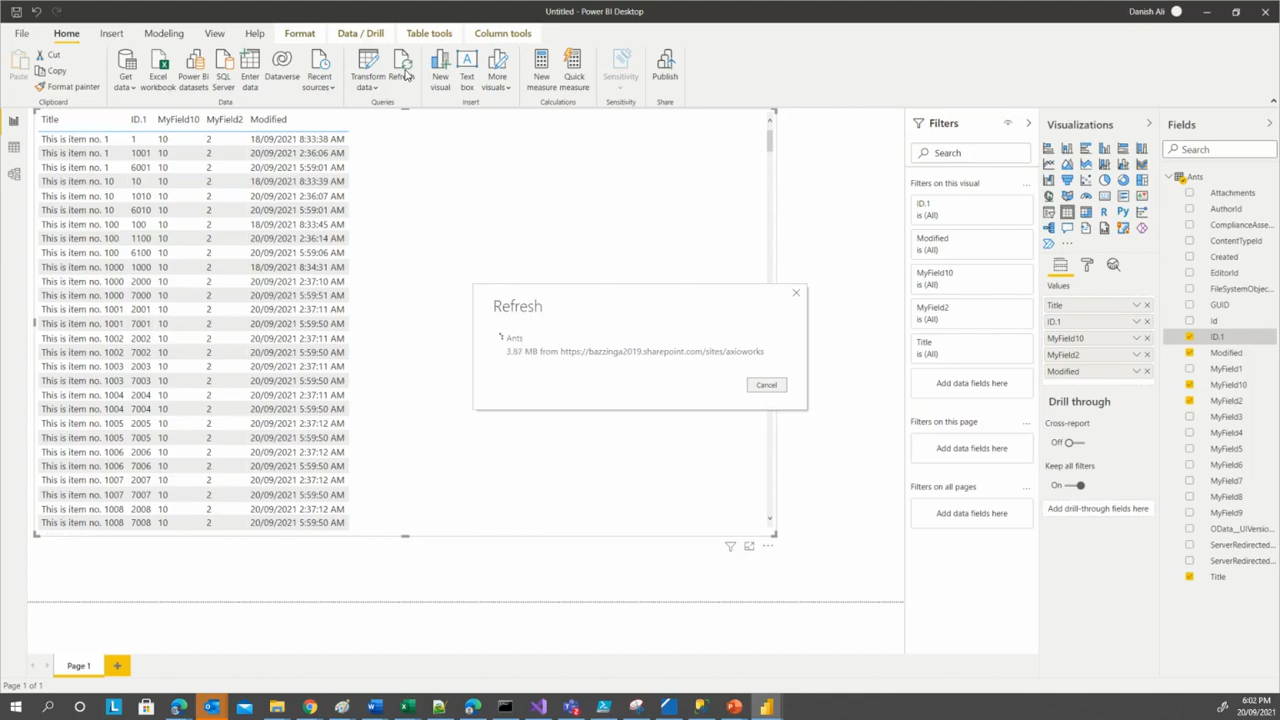 Untitled - Power BI Desktop
Danish Ali
File Home Insert Modeling View Help Format Data / Drill Table tools Column tools
Paste
Cut
Copy
Format painter
Clipboard
Get data
Excel workbook
Power BI datasets
SQL Server
Enter data
Dataverse
Recent sources
Data
Transform data
Refresh
Queries
New visual
Text box
More visuals
Insert
New measure
Quick measure
Calculations
Sensitivity
Sensitivity
Publish
Share
Title ID.1 MyField10 MyField2 Modified
This is item no. 1 1 10 2 18/09/2021 8:33:38 AM
This is item no. 1 1001 10 2 20/09/2021 2:36:06 AM
This is item no. 1 6001 10 2 20/09/2021 5:59:01 AM
This is item no. 10 10 10 2 18/09/2021 8:33:39 AM
This is item no. 10 1010 10 2 20/09/2021 2:36:07 AM
This is item no. 10 6010 10 2 20/09/2021 5:59:01 AM
This is item no. 100 100 10 2 18/09/2021 8:33:45 AM
This is item no. 100 1100 10 2 20/09/2021 2:36:14 AM
This is item no. 100 6100 10 2 20/09/2021 5:59:06 AM
This is item no. 1000 1000 10 2 18/09/2021 8:34:31 AM
This is item no. 1000 2000 10 2 20/09/2021 2:37:10 AM
This is item no. 1000 7000 10 2 20/09/2021 5:59:51 AM
This is item no. 1001 2001 10 2 20/09/2021 2:37:11 AM
This is item no. 1001 7001 10 2 20/09/2021 5:59:50 AM
This is item no. 1002 2002 10 2 20/09/2021 2:37:11 AM
This is item no. 1002 7002 10 2 20/09/2021 5:59:50 AM
This is item no. 1003 2003 10 2 20/09/2021 2:37:11 AM
This is item no. 1003 7003 10 2 20/09/2021 5:59:50 AM
This is item no. 1004 2004 10 2 20/09/2021 2:37:11 AM
This is item no. 1004 7004 10 2 20/09/2021 5:59:50 AM
This is item no. 1005 2005 10 2 20/09/2021 2:37:12 AM
This is item no. 1005 7005 10 2 20/09/2021 5:59:50 AM
This is item no. 1006 2006 10 2 20/09/2021 2:37:12 AM
This is item no. 1006 7006 10 2 20/09/2021 5:59:50 AM
This is item no. 1007 2007 10 2 20/09/2021 2:37:12 AM
This is item no. 1007 7007 10 2 20/09/2021 5:59:50 AM
This is item no. 1008 2008 10 2 20/09/2021 2:37:12 AM
This is item no. 1008 7008 10 2 20/09/2021 5:59:50 AM
Refresh
Ants
3.87 MB from https://bazzinga2019.sharepoint.com/sites/axioworks
Cancel
Filters
Search
Filters on this visual
ID.1
is (All)
Modified
is (All)
MyField10
is (All)
MyField2
is (All)
Title
is (All)
Add data fields here
Filters on this page
Add data fields here
Filters on all pages
Add data fields here
Visualizations
Values
Title
ID.1
MyField10
MyField2
Modified
Drill through
Cross-report
Off
Keep all filters
On
Add drill-through fields here
Fields
Search
Ants
Attachments
AuthorId
ComplianceAsse...
ContentTypeId
Created
EditorId
FileSystemObjec...
GUID
Id
ID.1
Modified
MyField1
MyField10
MyField2
MyField3
MyField4
MyField5
MyField6
MyField7
MyField8
MyField9
OData__UIVersio...
ServerRedirected...
ServerRedirected...
Title
Page 1
Page 1 of 1
6:02 PM
20/09/2021